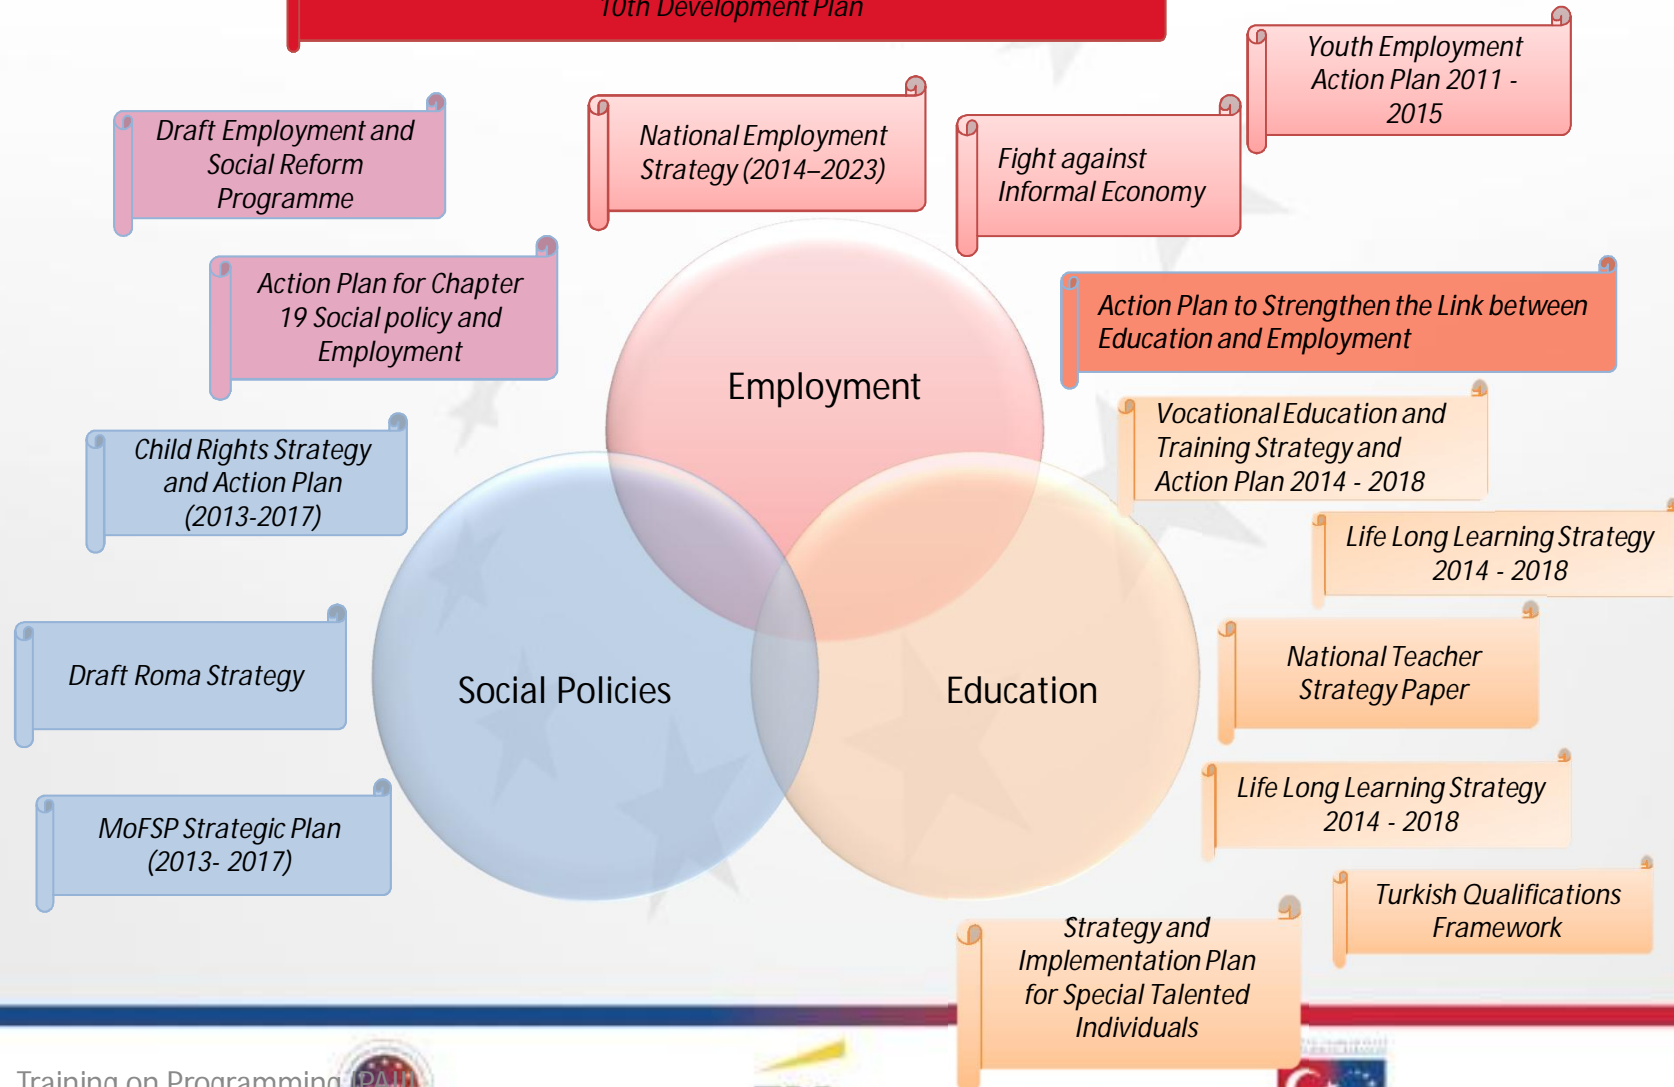 10th Development Plan
Youth Employment
Action Plan 2011 -
2015
Draft Employment and
Social Reform
Programme
National Employment
Strategy (2014–2023)
Fight against
Informal Economy
Action Plan for Chapter
19 Social policy and
Employment
Action Plan to Strengthen the Link between
Education and Employment
Employment
Vocational Education and
Training Strategy and
Action Plan 2014 - 2018
Child Rights Strategy
and Action Plan
(2013-2017)
Life Long Learning Strategy
2014 - 2018
Draft Roma Strategy
Social Policies
Education
National Teacher
Strategy Paper
MoFSP Strategic Plan
(2013- 2017)
Life Long Learning Strategy
2014 - 2018
Turkish Qualifications
Framework
Strategy and
Implementation Plan
for Special Talented
Individuals
Training on Programming